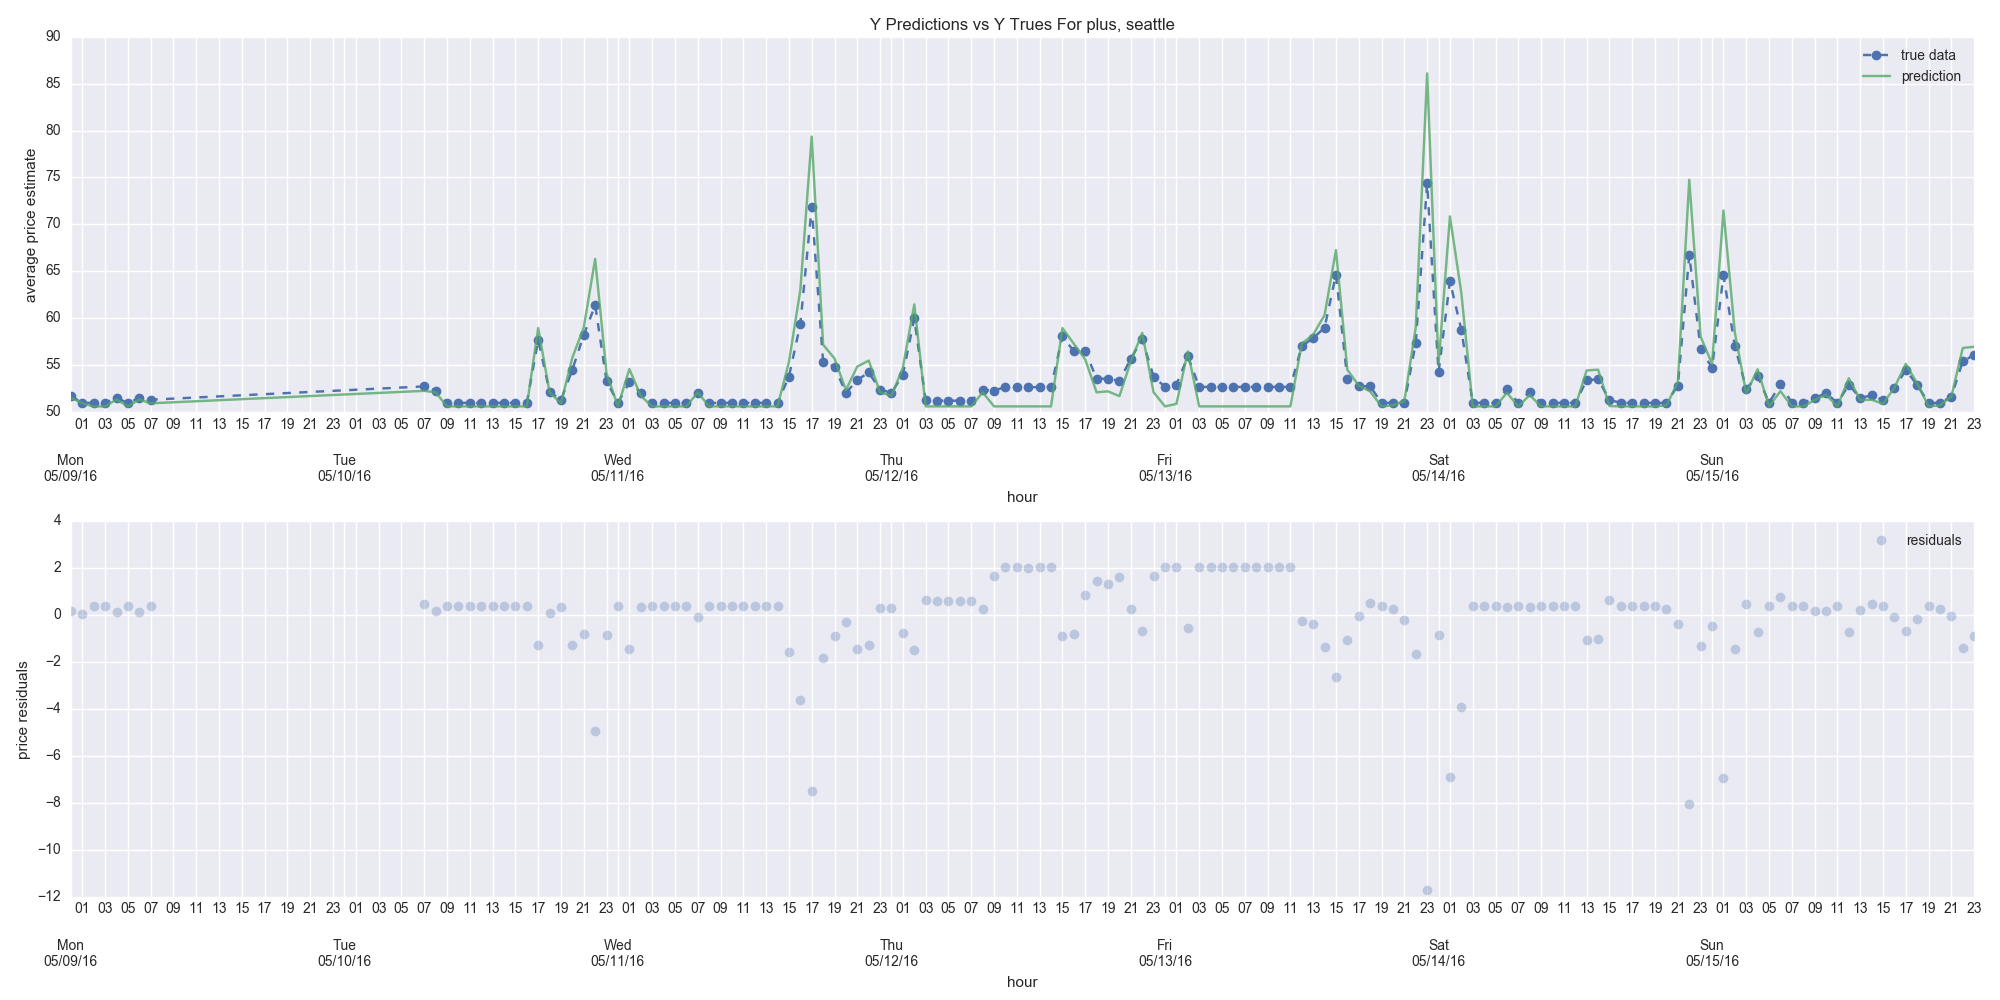 Y Predictions vs Y Trues For plus, seattle
90
85
80
75
70
65
60
55
50
average price estimate
true data
prediction
01 03 05 07 09 11 13 15 17 19 21 23 01 03 05 07 09 11 13 15 17 19 21 23 01 03 05 07 09 11 13 15 17 19 21 23 01 03 05 07 09 11 13 15 17 19 21 23 01 03 05 07 09 11 13 15 17 19 21 23 01 03 05 07 09 11 13 15 17 19 21 23 01 03 05 07 09 11 13 15 17 19 21 23
Mon Tue Wed Thu Fri Sat Sun
05/09/16 05/10/16 05/11/16 05/12/16 05/13/16 05/14/16 05/15/16
hour
4
2
0
−2
−4
−6
−8
−10
−12
price residuals
residuals
01 03 05 07 09 11 13 15 17 19 21 23 01 03 05 07 09 11 13 15 17 19 21 23 01 03 05 07 09 11 13 15 17 19 21 23 01 03 05 07 09 11 13 15 17 19 21 23 01 03 05 07 09 11 13 15 17 19 21 23 01 03 05 07 09 11 13 15 17 19 21 23 01 03 05 07 09 11 13 15 17 19 21 23
Mon Tue Wed Thu Fri Sat Sun
05/09/16 05/10/16 05/11/16 05/12/16 05/13/16 05/14/16 05/15/16
hour